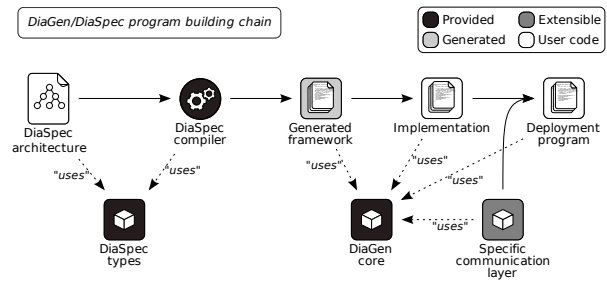 DiaGen/DiaSpec program building chain
Provided
Extensible
Generated
User code
DiaSpec
architecture
DiaSpec
compiler
Generated
framework
Implementation
Deployment
program
"uses"
"uses"
"uses"
"uses"
"uses"
"uses"
DiaSpec
types
DiaGen
core
Specific
communication
layer